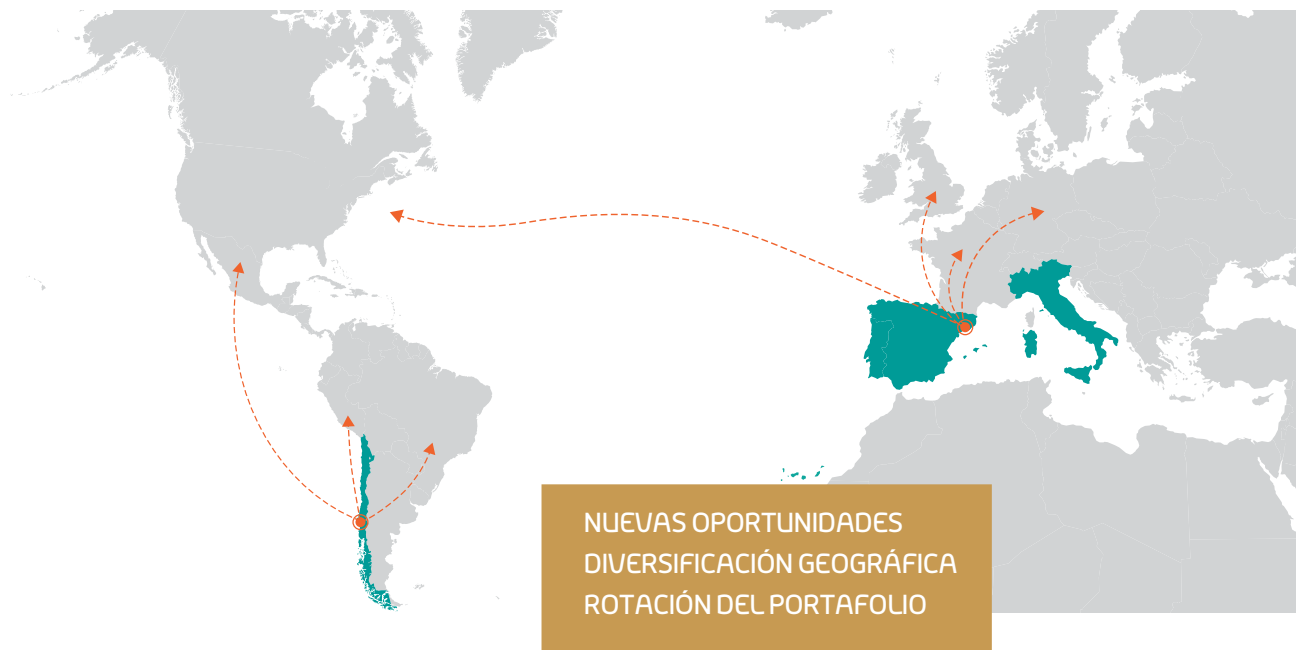 NUEVAS OPORTUNIDADES
DIVERSIFICACIÓN GEOGRÁFICA
ROTACIÓN DEL PORTAFOLIO